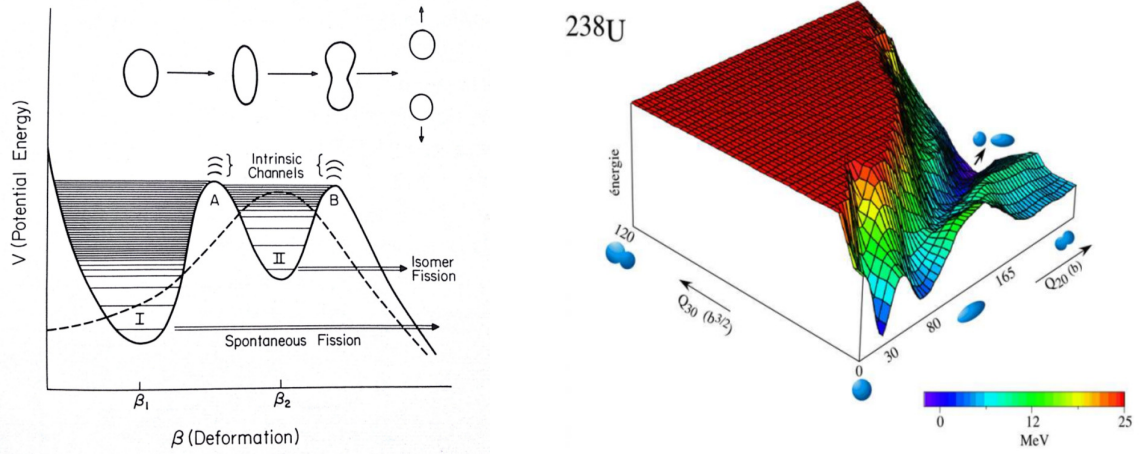 V (Potential Energy)
Intrinsic
Channels
A
B
II
I
Isomer
Fission
Spontaneous Fission
β₁
β₂
β (Deformation)
238U
énergie
120
Q30 (b3/2)
0
30
80
165
Q20 (b)
0
12
25
MeV